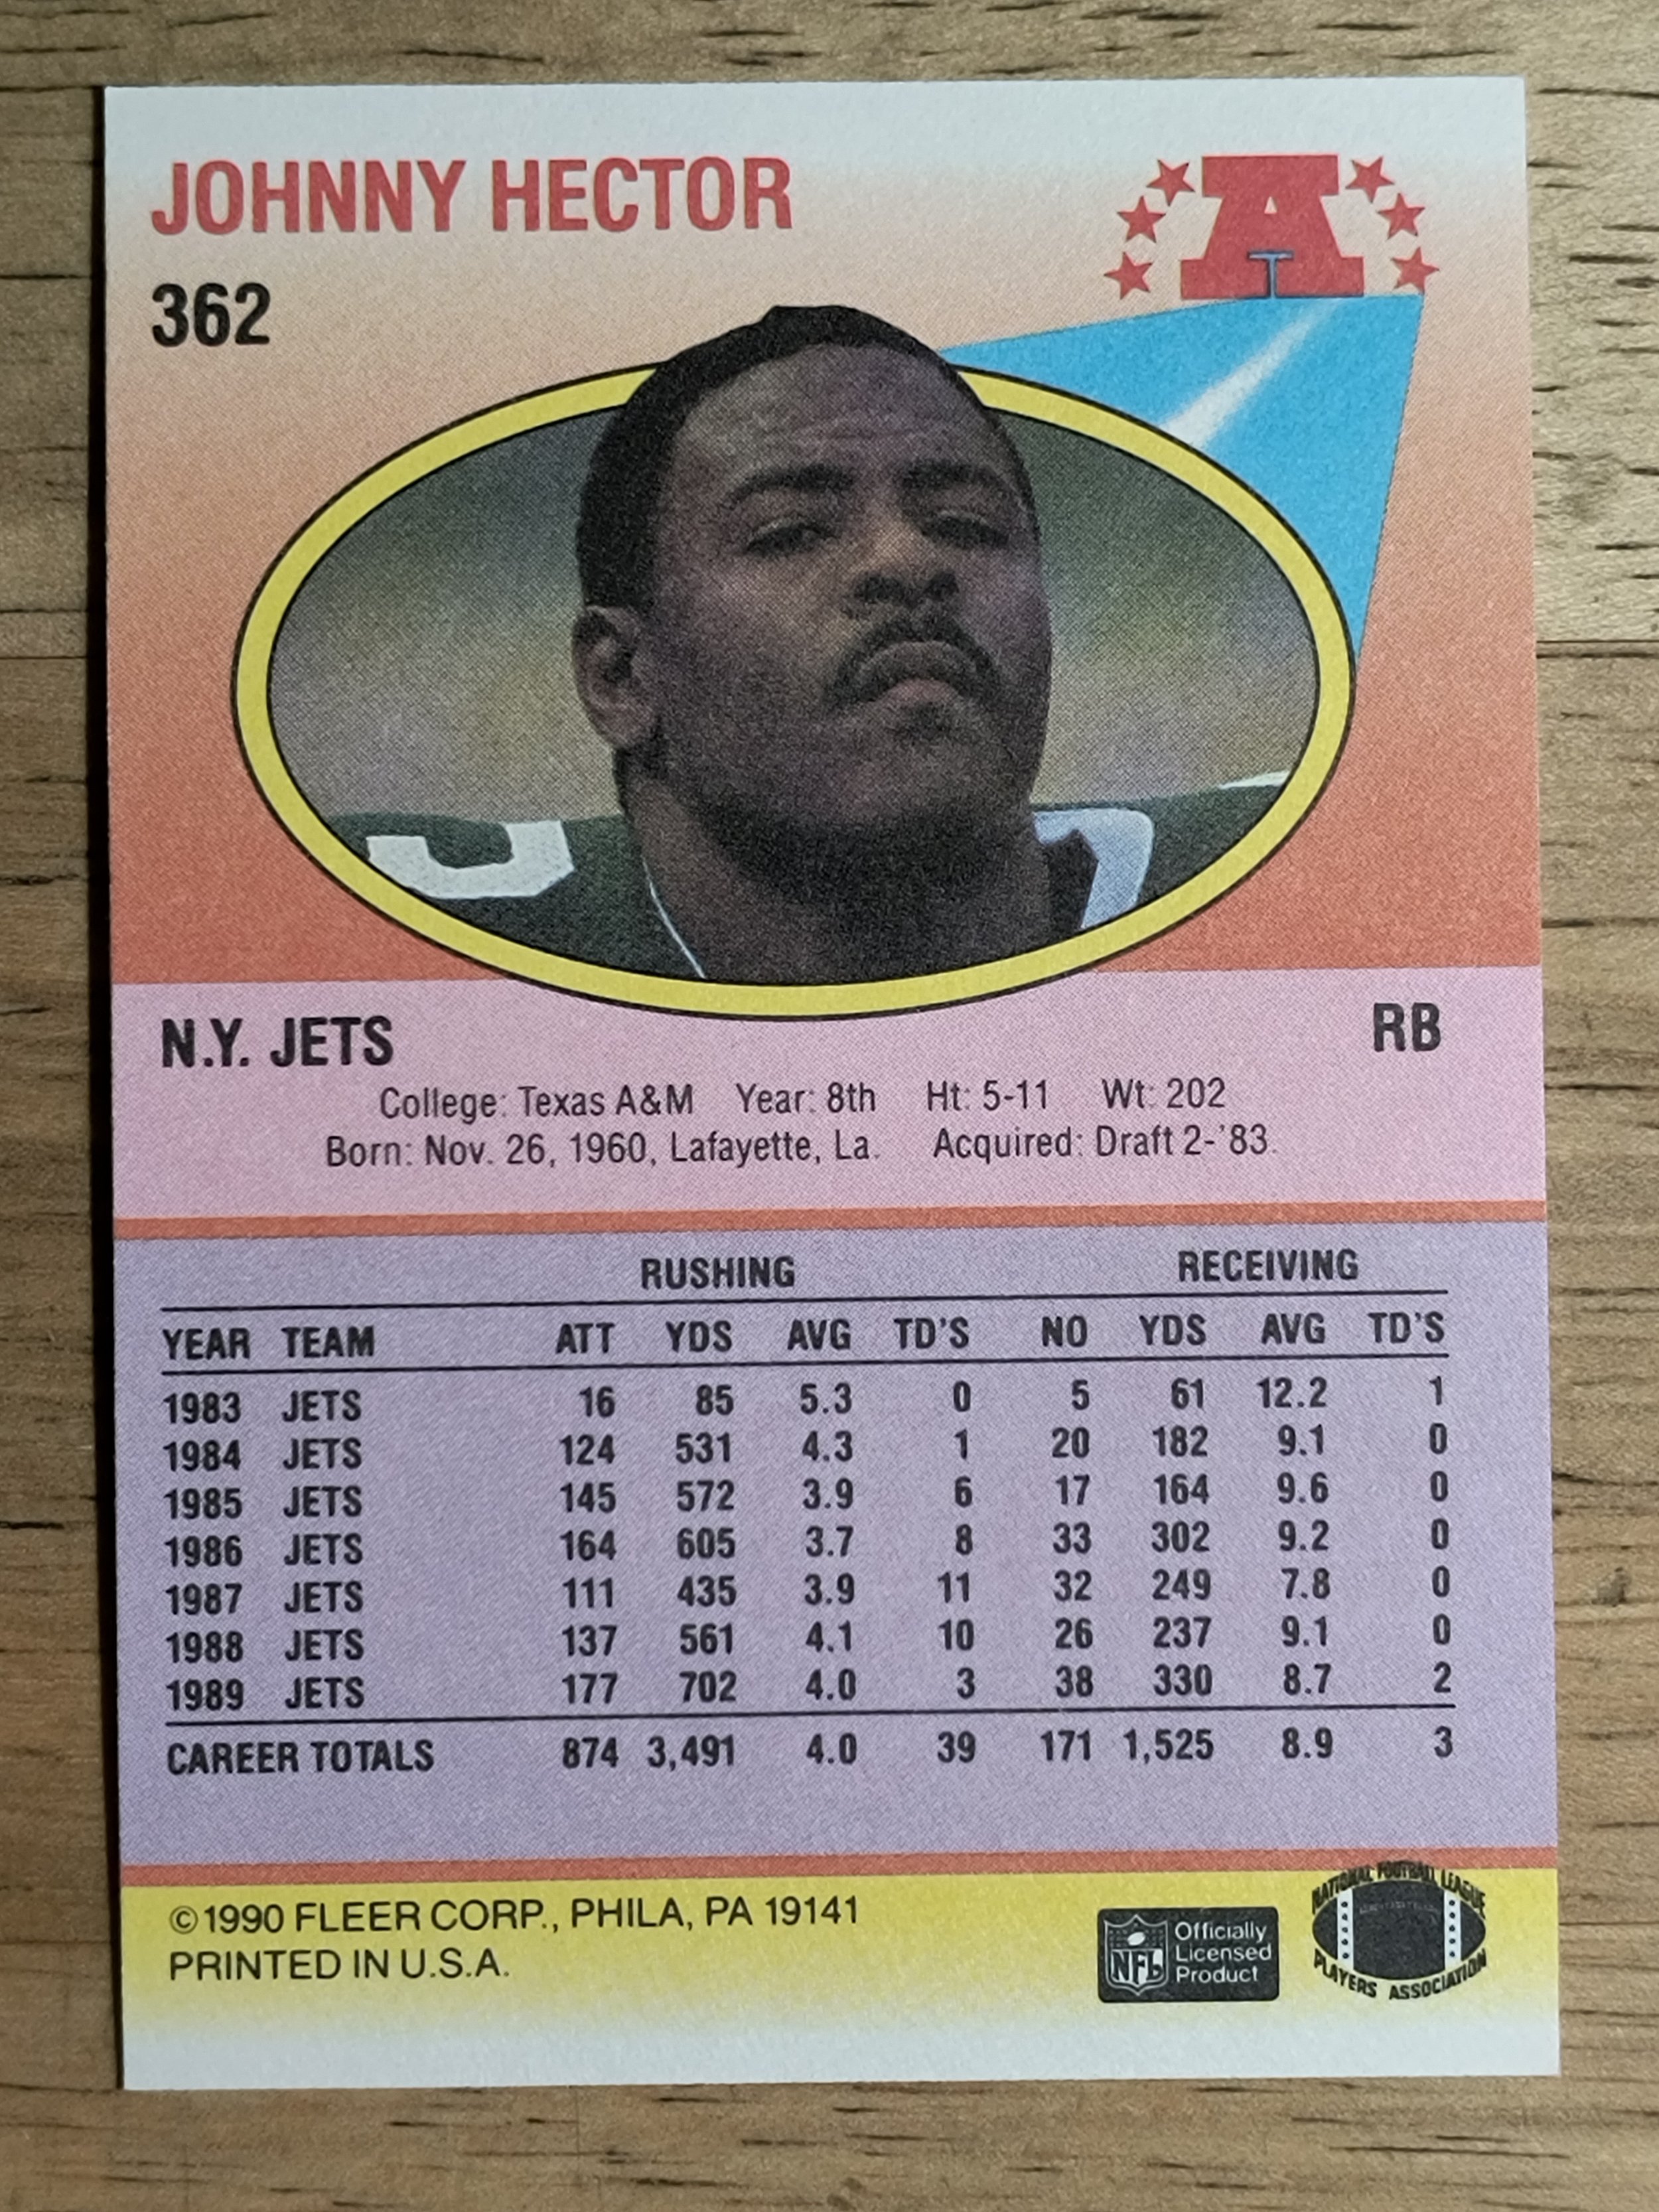 JOHNNY HECTOR
A
362
N.Y. JETS RB
College: Texas A&M Year: 8th Ht: 5-11 Wt: 202
Born: Nov. 26, 1960, Lafayette, La. Acquired: Draft 2-'83.
RUSHING RECEIVING
YEAR TEAM ATT YDS AVG TD'S NO YDS AVG TD'S
1983 JETS 16 85 5.3 0 5 61 12.2 1
1984 JETS 124 531 4.3 1 20 182 9.1 0
1985 JETS 145 572 3.9 6 17 164 9.6 0
1986 JETS 164 605 3.7 8 33 302 9.2 0
1987 JETS 111 435 3.9 11 32 249 7.8 0
1988 JETS 137 561 4.1 10 26 237 9.1 0
1989 JETS 177 702 4.0 3 38 330 8.7 2
CAREER TOTALS 874 3,491 4.0 39 171 1,525 8.9 3
©1990 FLEER CORP., PHILA, PA 19141
PRINTED IN U.S.A.
NFL
Officially
Licensed
Product
NATIONAL FOOTBALL LEAGUE
PLAYERS ASSOCIATION